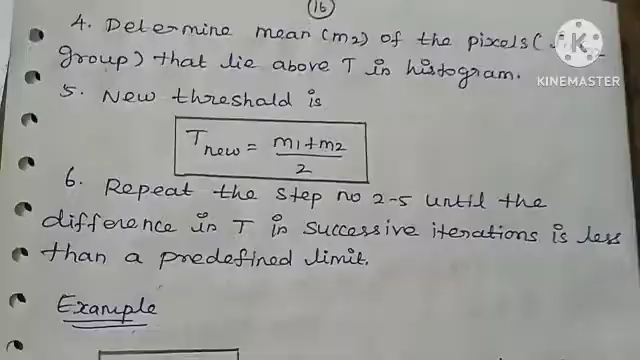 16
4. Determine mean (m2) of the pixels (
group) that lie above T in histogram.
KINEMASTER
5. New threshald is
Tnew = m1+m2
2
6. Repeat the step no 2-5 until the
difference in T in successive iterations is less
than a predefined limit.
Example